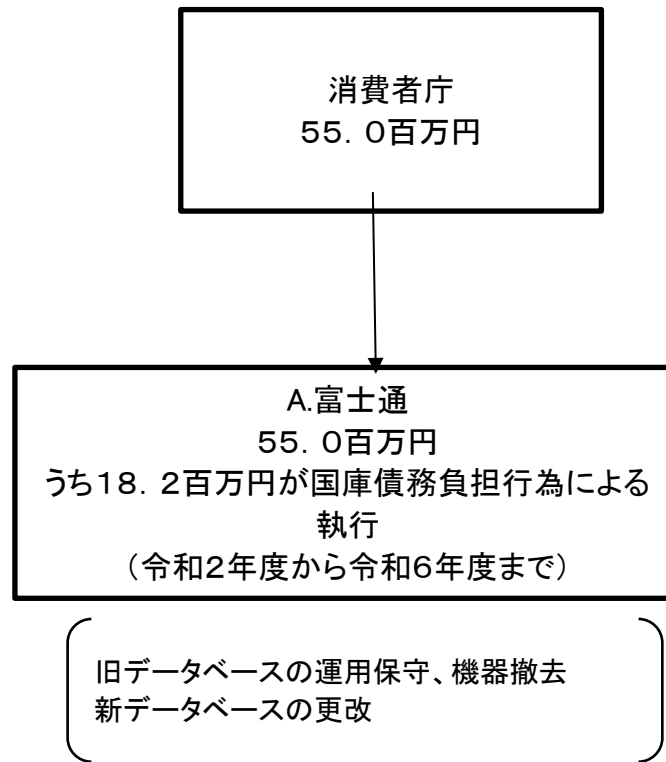 消費者庁
55．0百万円
A.富士通
55．0百万円
うち18．2百万円が国庫債務負担行為による
執行
（令和２年度から令和６年度まで）
旧データベースの運用保守、機器撤去
新データベースの更改